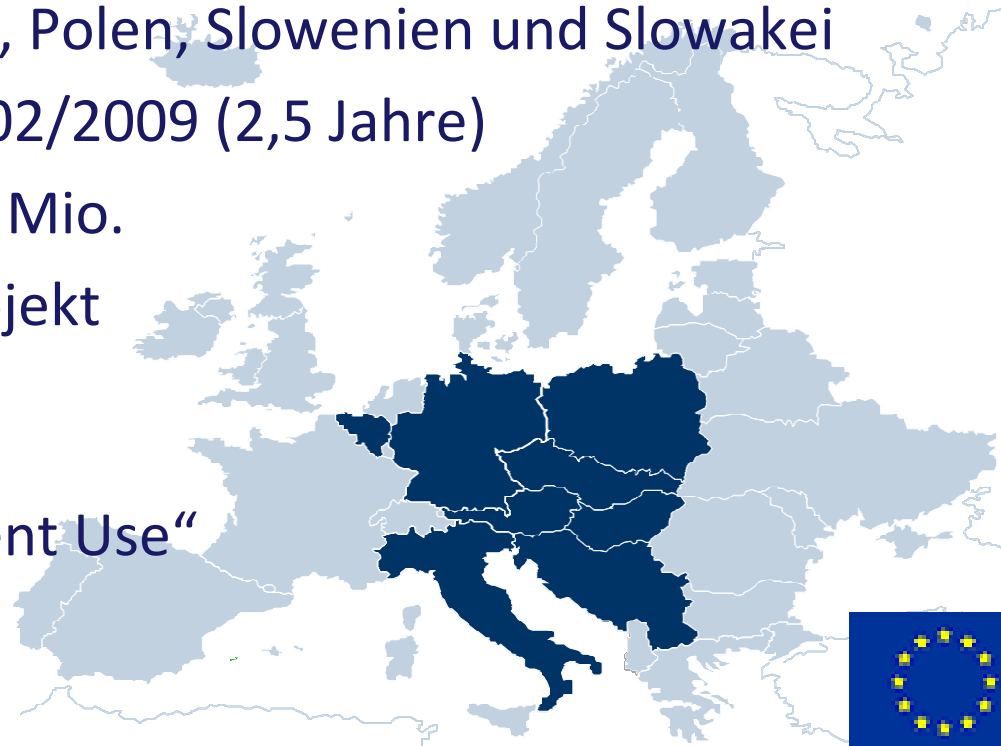 , Polen, Slowenien und Slowakei
02/2009 (2,5 Jahre)
Mio.
jekt
nt Use“